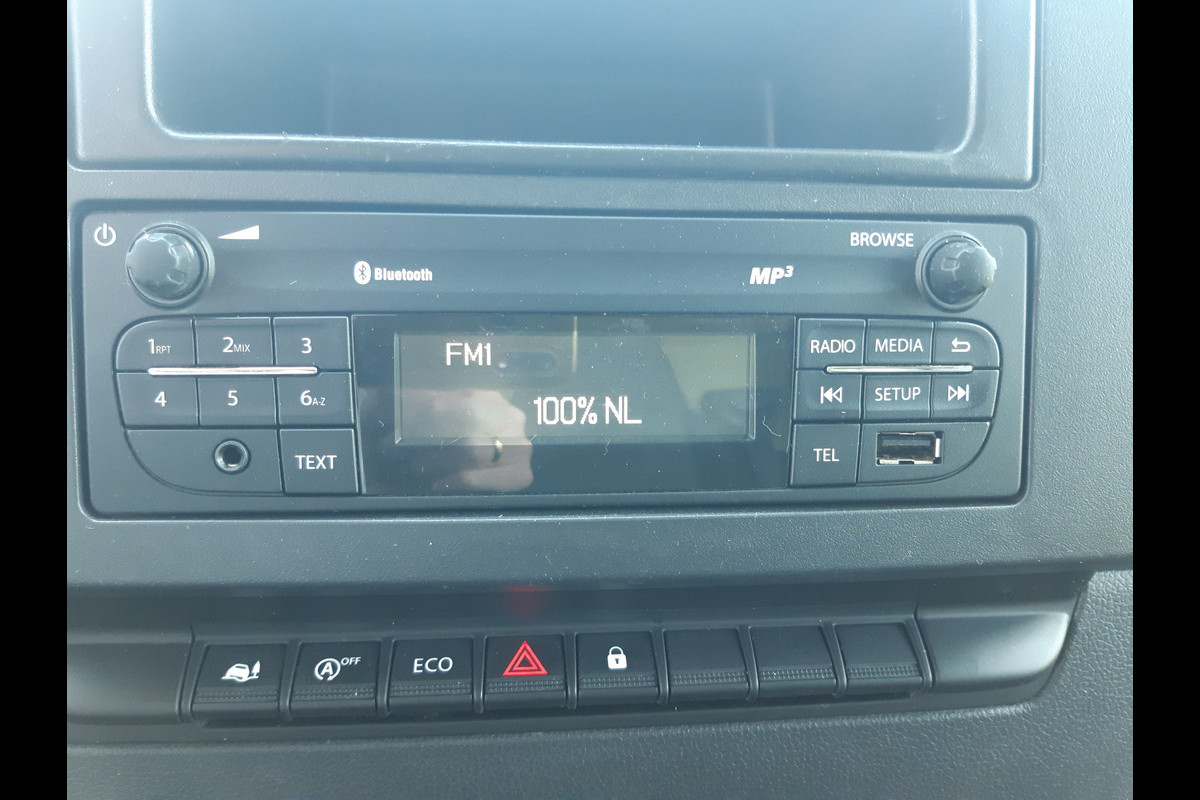 BROWSE
Bluetooth
MP3
1RPT 2MIX 3
4 5 6A-Z
TEXT
FM1
100% NL
RADIO MEDIA
SETUP
TEL
A OFF
ECO